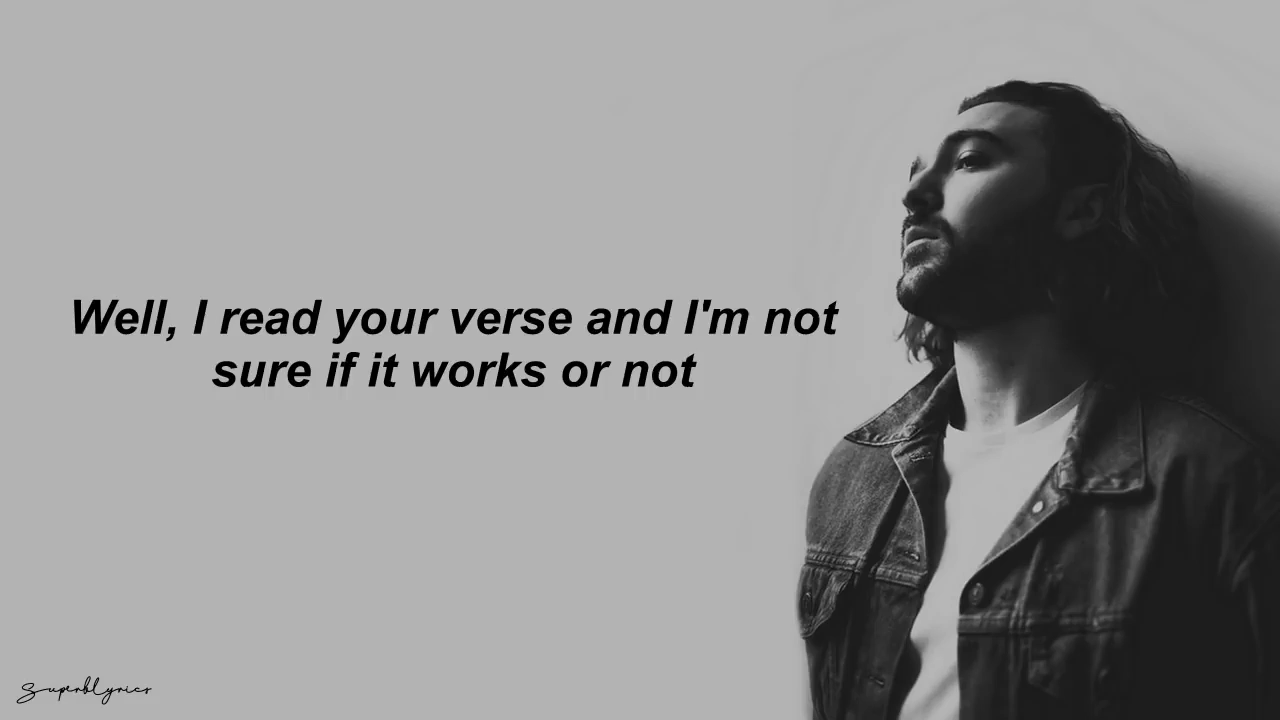 Well, I read your verse and I'm not
sure if it works or not
Superblyrics